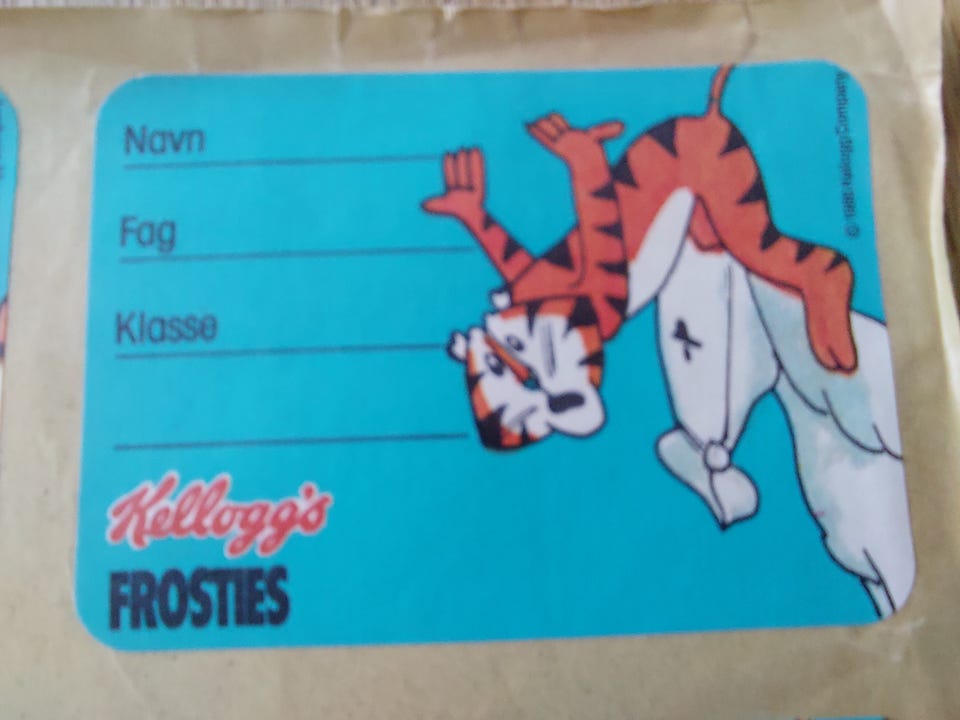 Navn
Fag
Klasse
Kellogg's
FROSTIES
Kellogg Company